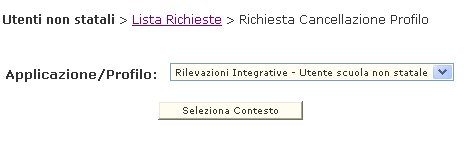 Utenti non statali > Lista Richieste > Richiesta Cancellazione Profilo
Applicazione/Profilo: Rilevazioni Integrative - Utente scuola non statale
Seleziona Contesto